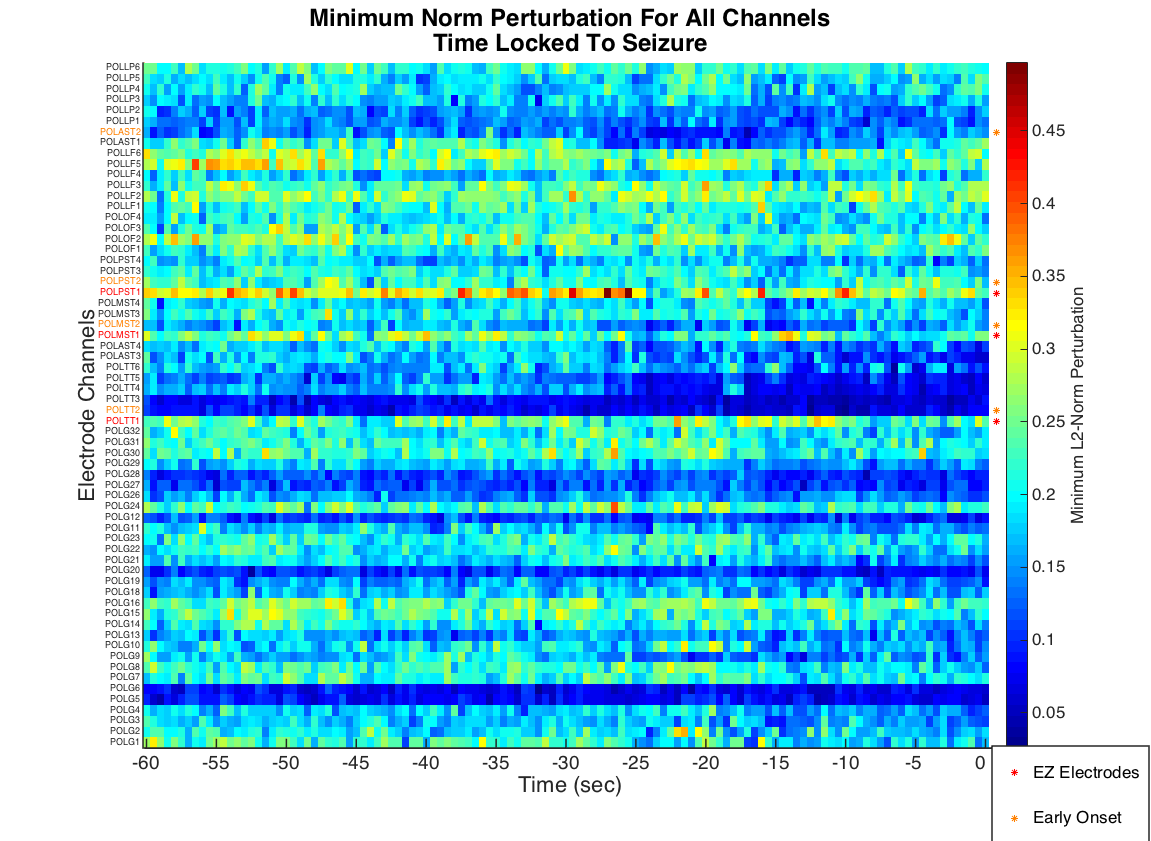 Minimum Norm Perturbation For All Channels
Time Locked To Seizure
POLLP6
POLLP5
POLLP4
POLLP3
POLLP2
POLLP1
POLAST2
POLAST1
POLLF6
POLLF5
POLLF4
POLLF3
POLLF2
POLLF1
POLOF4
POLOF3
POLOF2
POLOF1
POLPST4
POLPST3
POLPST2
POLPST1
POLMST4
POLMST3
POLMST2
POLMST1
POLAST4
POLAST3
POLTT6
POLTT5
POLTT4
POLTT3
POLTT2
POLTT1
POLG32
POLG31
POLG30
POLG29
POLG28
POLG27
POLG26
POLG24
POLG12
POLG11
POLG23
POLG22
POLG21
POLG20
POLG19
POLG18
POLG16
POLG15
POLG14
POLG13
POLG10
POLG9
POLG8
POLG7
POLG6
POLG5
POLG4
POLG3
POLG2
POLG1
Electrode Channels
-60 -55 -50 -45 -40 -35 -30 -25 -20 -15 -10 -5 0
Time (sec)
0.45
0.4
0.35
0.3
0.25
0.2
0.15
0.1
0.05
Minimum L2-Norm Perturbation
EZ Electrodes
Early Onset